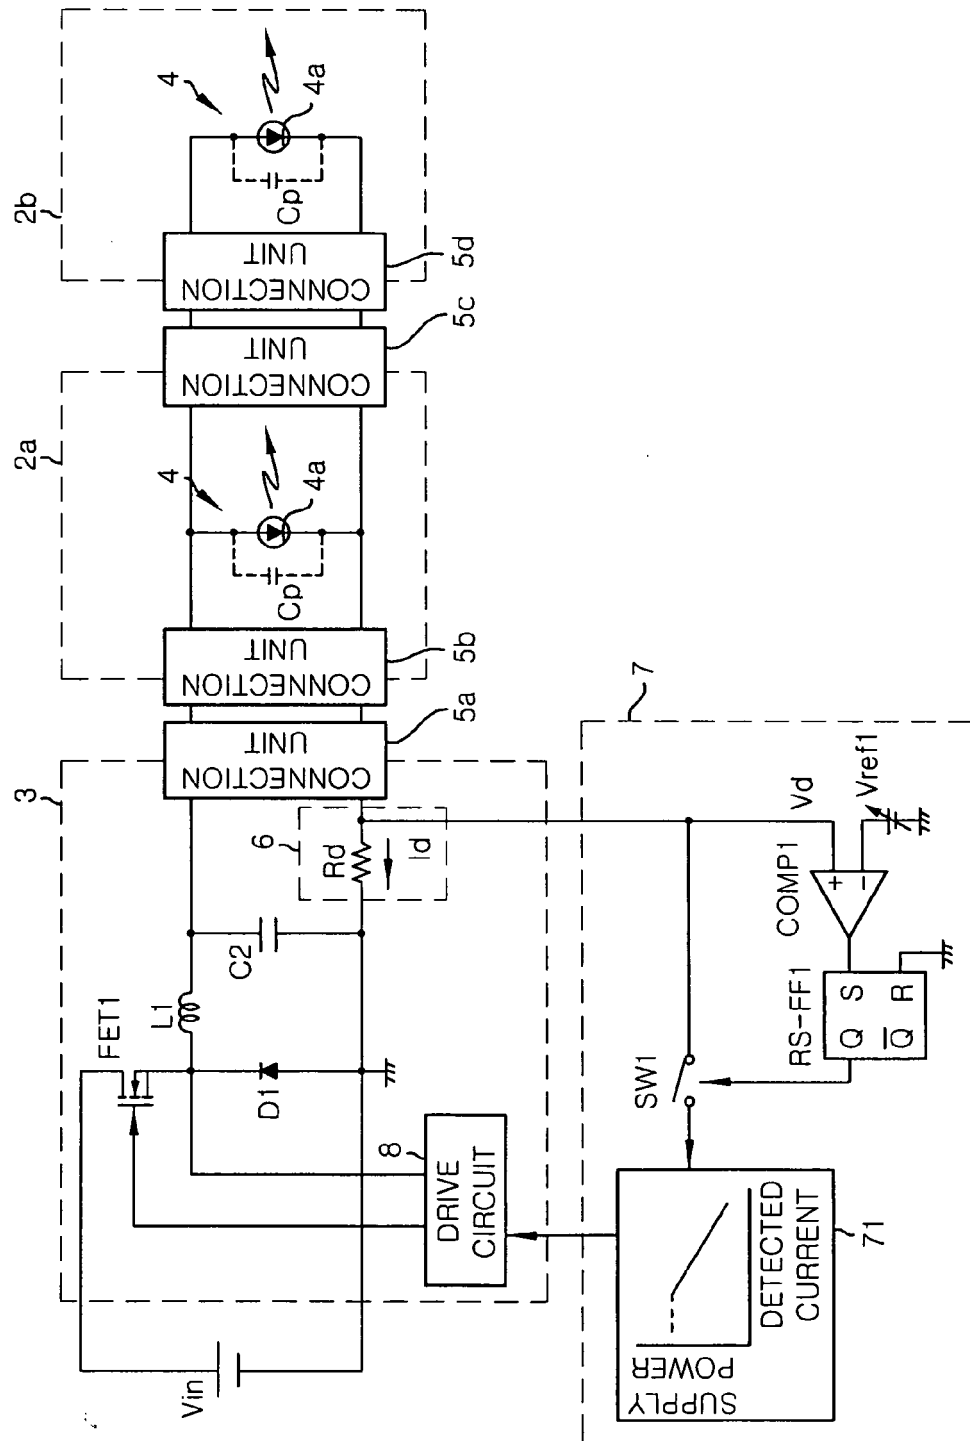 2b
4
4a
Cp
CONNECTION
UNIT
5d
CONNECTION
UNIT
5c
2a
4
4a
Cp
CONNECTION
UNIT
5b
CONNECTION
UNIT
5a
3
6
Rd
Id
C2
L1
FET1
D1
8
DRIVE
CIRCUIT
Vin
7
Vd
Vref1
COMP1
+
−
RS-FF1
S
R
Q
Q̅
SW1
SUPPLY
POWER
DETECTED
CURRENT
71